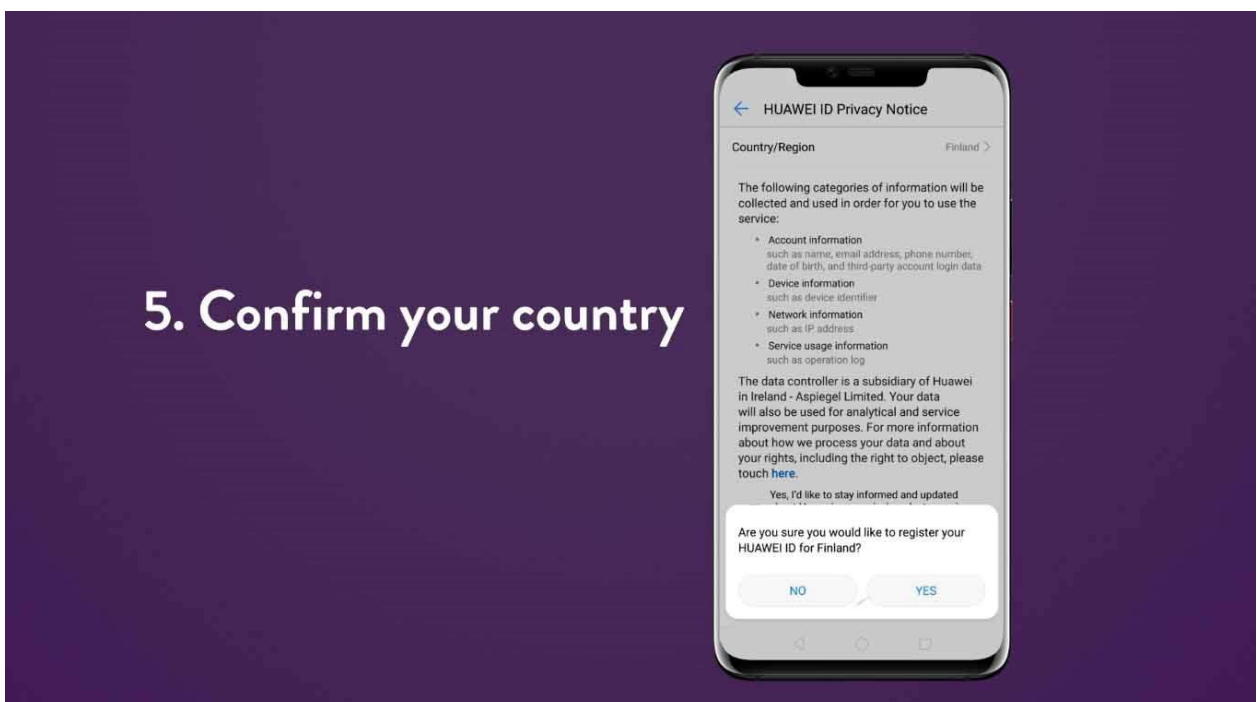 5. Confirm your country
HUAWEI ID Privacy Notice
Country/Region Finland
The following categories of information will be
collected and used in order for you to use the
service:
Account information
such as name, email address, phone number,
date of birth, and third-party account login data
Device information
such as device identifier
Network information
such as IP address
Service usage information
such as operation log
The data controller is a subsidiary of Huawei
in Ireland - Aspiegel Limited. Your data
will also be used for analytical and service
improvement purposes. For more information
about how we process your data and about
your rights, including the right to object, please
touch here.
Yes, I'd like to stay informed and updated
Are you sure you would like to register your
HUAWEI ID for Finland?
NO YES